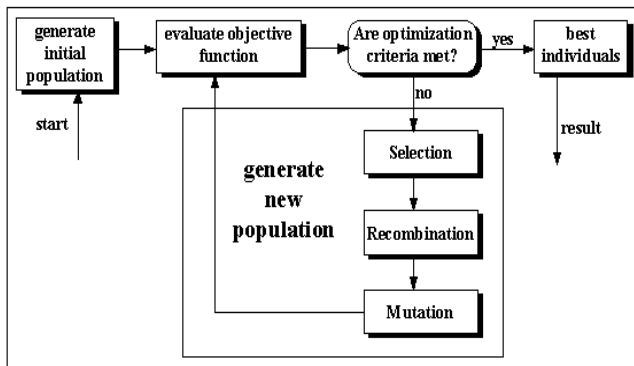 generate
initial
population
evaluate objective
function
Are optimization
criteria met?
yes
best
individuals
start
no
result
generate
new
population
Selection
Recombination
Mutation